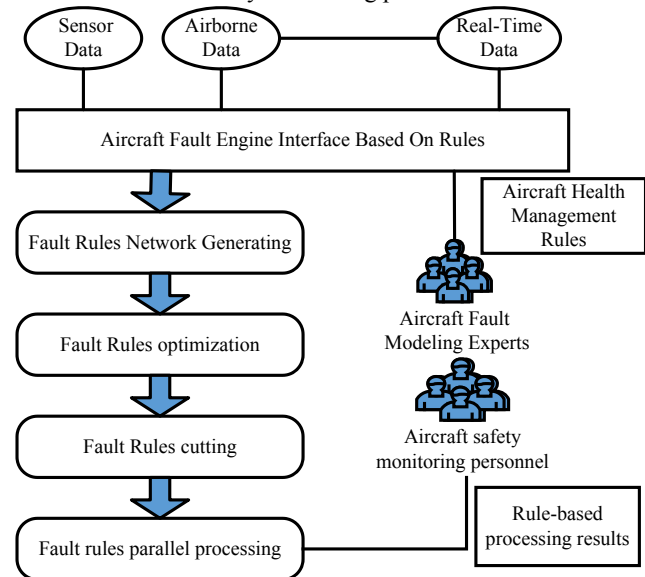 Sensor
Data
Airborne
Data
Real-Time
Data
Aircraft Fault Engine Interface Based On Rules
Aircraft Health
Management
Rules
Fault Rules Network Generating
Aircraft Fault
Modeling Experts
Fault Rules optimization
Fault Rules cutting
Aircraft safety
monitoring personnel
Rule-based
processing results
Fault rules parallel processing